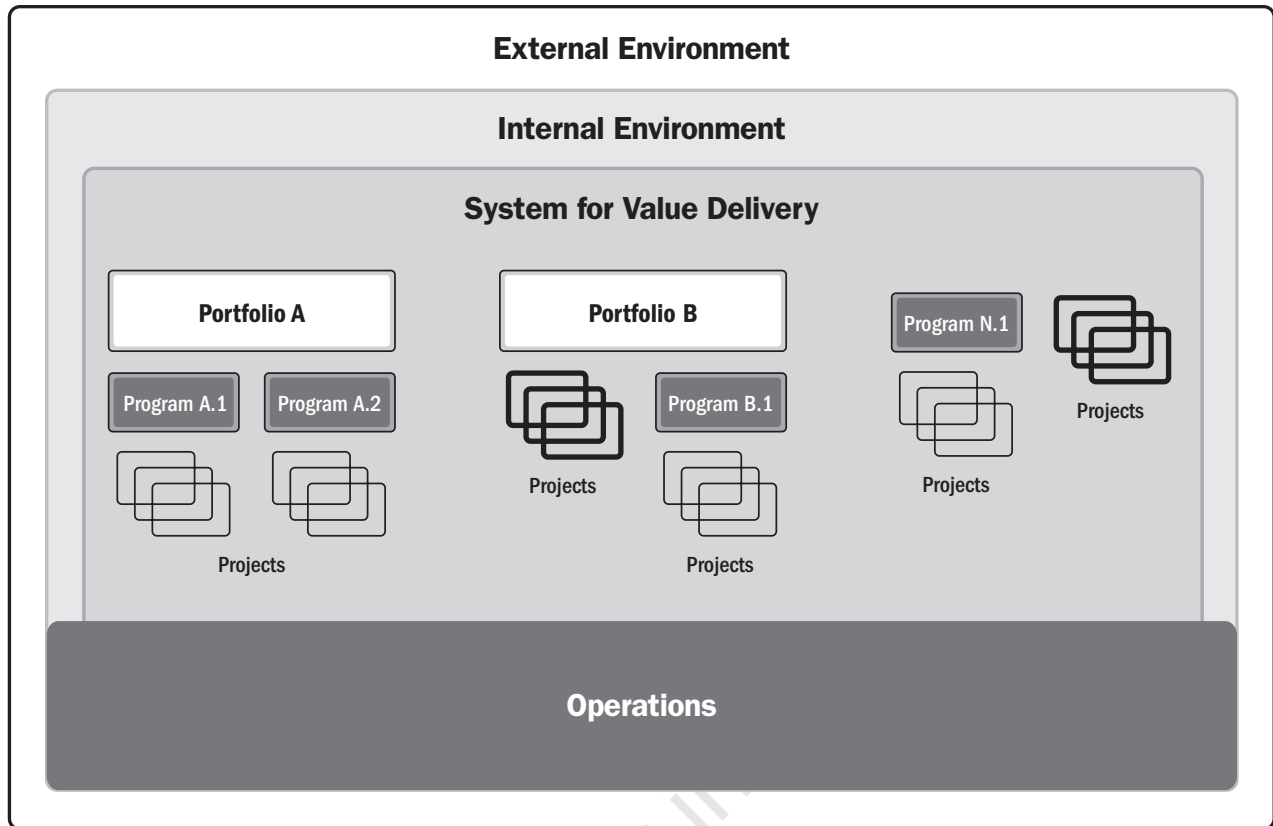 External Environment
Internal Environment
System for Value Delivery
Portfolio A
Portfolio B
Program N.1
Program A.1
Program A.2
Program B.1
Projects
Projects
Projects
Projects
Projects
Operations